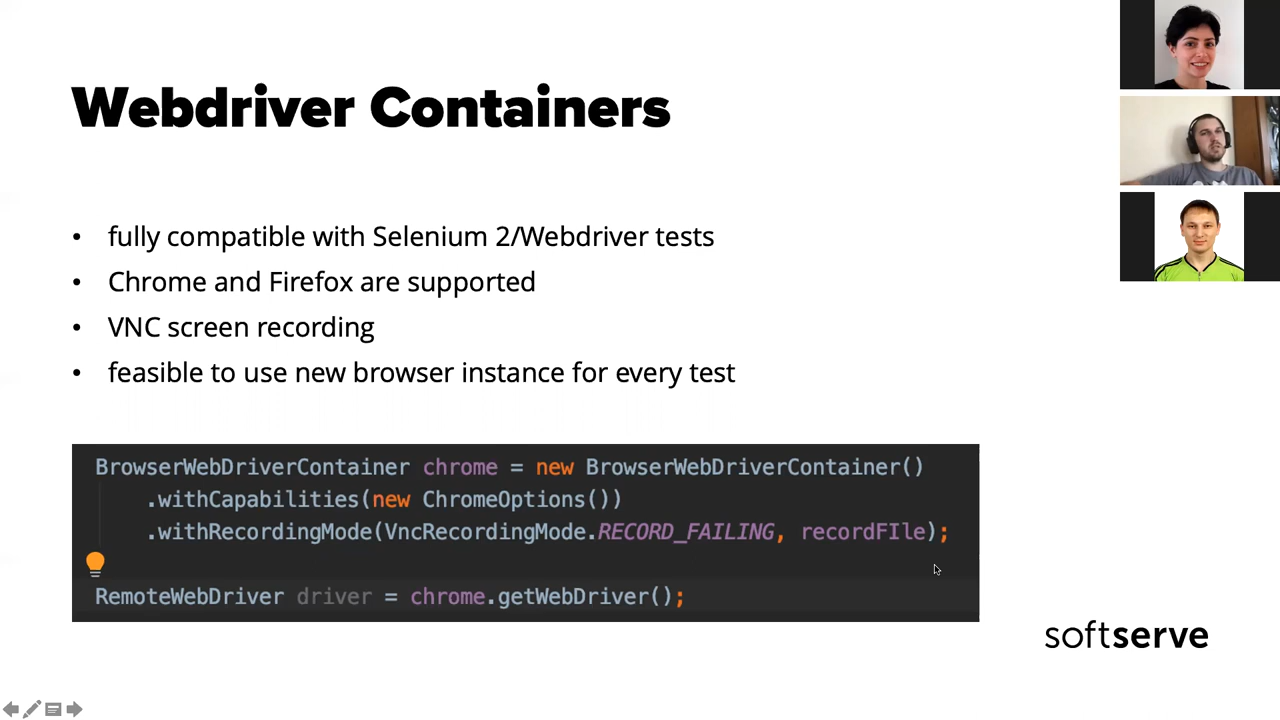 Webdriver Containers
• fully compatible with Selenium 2/Webdriver tests
• Chrome and Firefox are supported
• VNC screen recording
• feasible to use new browser instance for every test
BrowserWebDriverContainer chrome = new BrowserWebDriverContainer()
.withCapabilities(new ChromeOptions())
.withRecordingMode(VncRecordingMode.RECORD_FAILING, recordFIle);
RemoteWebDriver driver = chrome.getWebDriver();
softserve